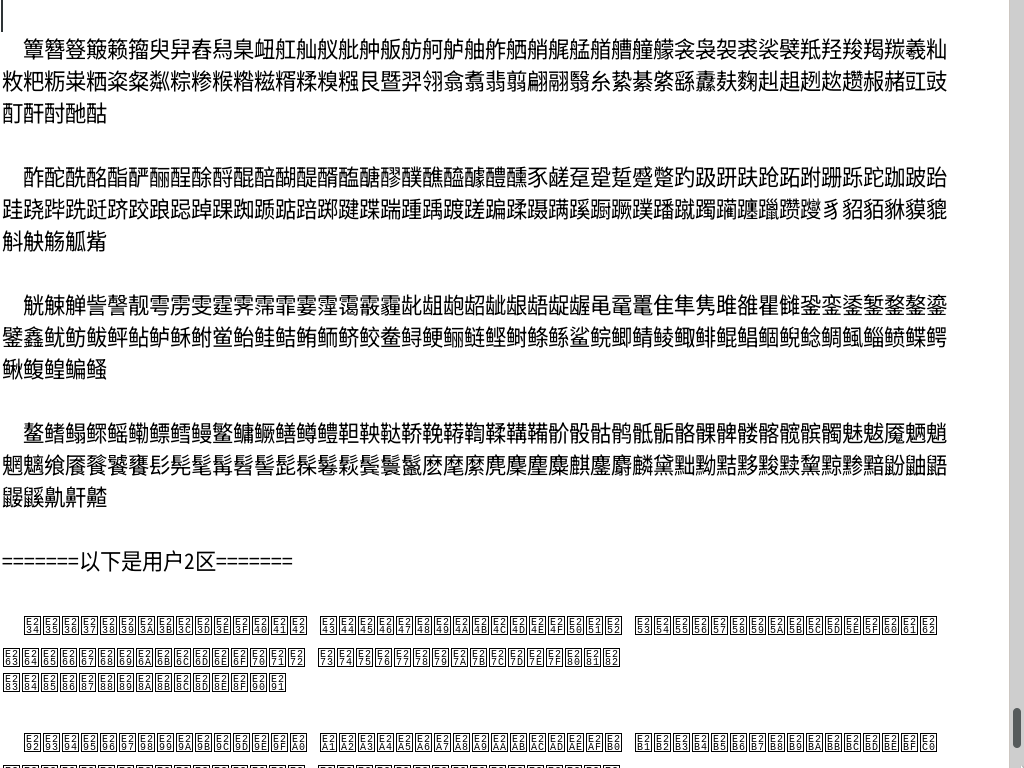 簟簪簦簸籁籀臾舁舂舄臬衄舡舢舣舭舯舨舫舸舻舳舴舾艄艉艋艏艚艟艨衾袅袈裘裟襞羝羟羧羯羰羲籼
敉粑粝粜粞粢粲粼粽糁糇糌糍糈糅糗糨艮暨羿翎翕翥翡翦翩翮翳糸絷綦綮繇纛麸麴赳趄趔趑趱赧赭豇豉
酊酐酎酏酤
酢酡酰酩酯酽酾酲酴酹醌醅醐醍醑醢醣醪醭醮醯醵醴醺豕鹾趸跫踅蹙蹩趵趿趼趺跄跖跗跚跞跎跏跛跆
跬跷跸跣跹跻跤踉跽踔踝踟踬踮踣踯踺蹀踹踵踽踱蹉蹁蹂蹑蹒蹊蹰蹶蹼蹯蹴躅躏躔躐躜躞豸貂貊貅貘貔
斛觖觞觚觜
觥觫觯訾謦靓雩雳雯霆霁霈霏霎霪霭霰霾龀龃龅龆龇龈龉龊龌黾鼋鼍隹隼隽雎雒瞿雠銎銮鋈錾鍪鏊鎏
鐾鑫鱿鲂鲅鲆鲇鲈稣鲋鲎鲐鲑鲒鲔鲕鲚鲛鲞鲟鲠鲡鲢鲣鲥鲦鲧鲨鲩鲫鲭鲮鲰鲱鲲鲳鲴鲵鲶鲷鲺鲻鲼鲽鳄
鳅鳆鳇鳊鳋
鳌鳍鳎鳏鳐鳓鳔鳕鳗鳘鳙鳜鳝鳟鳢靼鞅鞑鞒鞔鞯鞫鞣鞲鞴骱骰骷鹘骶骺骼髁髀髅髂髋髌髑魅魃魇魉魈
魍魑飨餍餮饕饔髟髡髦髯髫髻髭髹鬈鬏鬓鬟鬣麽麾縻麂麇麈麋麒鏖麝麟黛黜黝黠黟黢黩黧黥黪黯鼢鼬鼯
鼹鼷鼽鼾齄
=======以下是用户2区=======